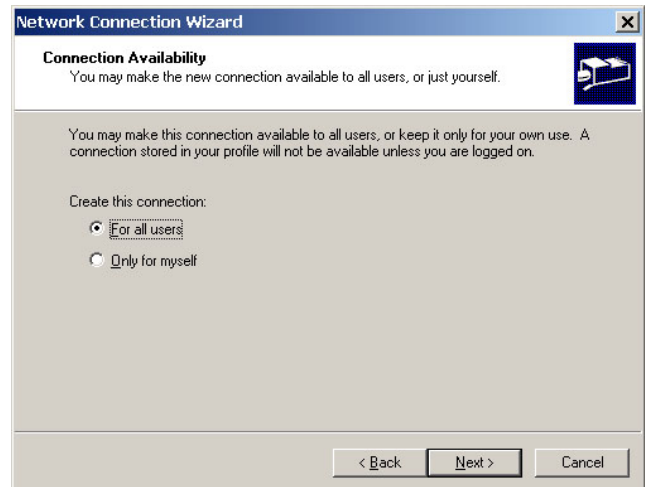 Network Connection Wizard
Connection Availability
You may make the new connection available to all users, or just yourself.
You may make this connection available to all users, or keep it only for your own use. A
connection stored in your profile will not be available unless you are logged on.
Create this connection:
For all users
Only for myself
< Back Next > Cancel